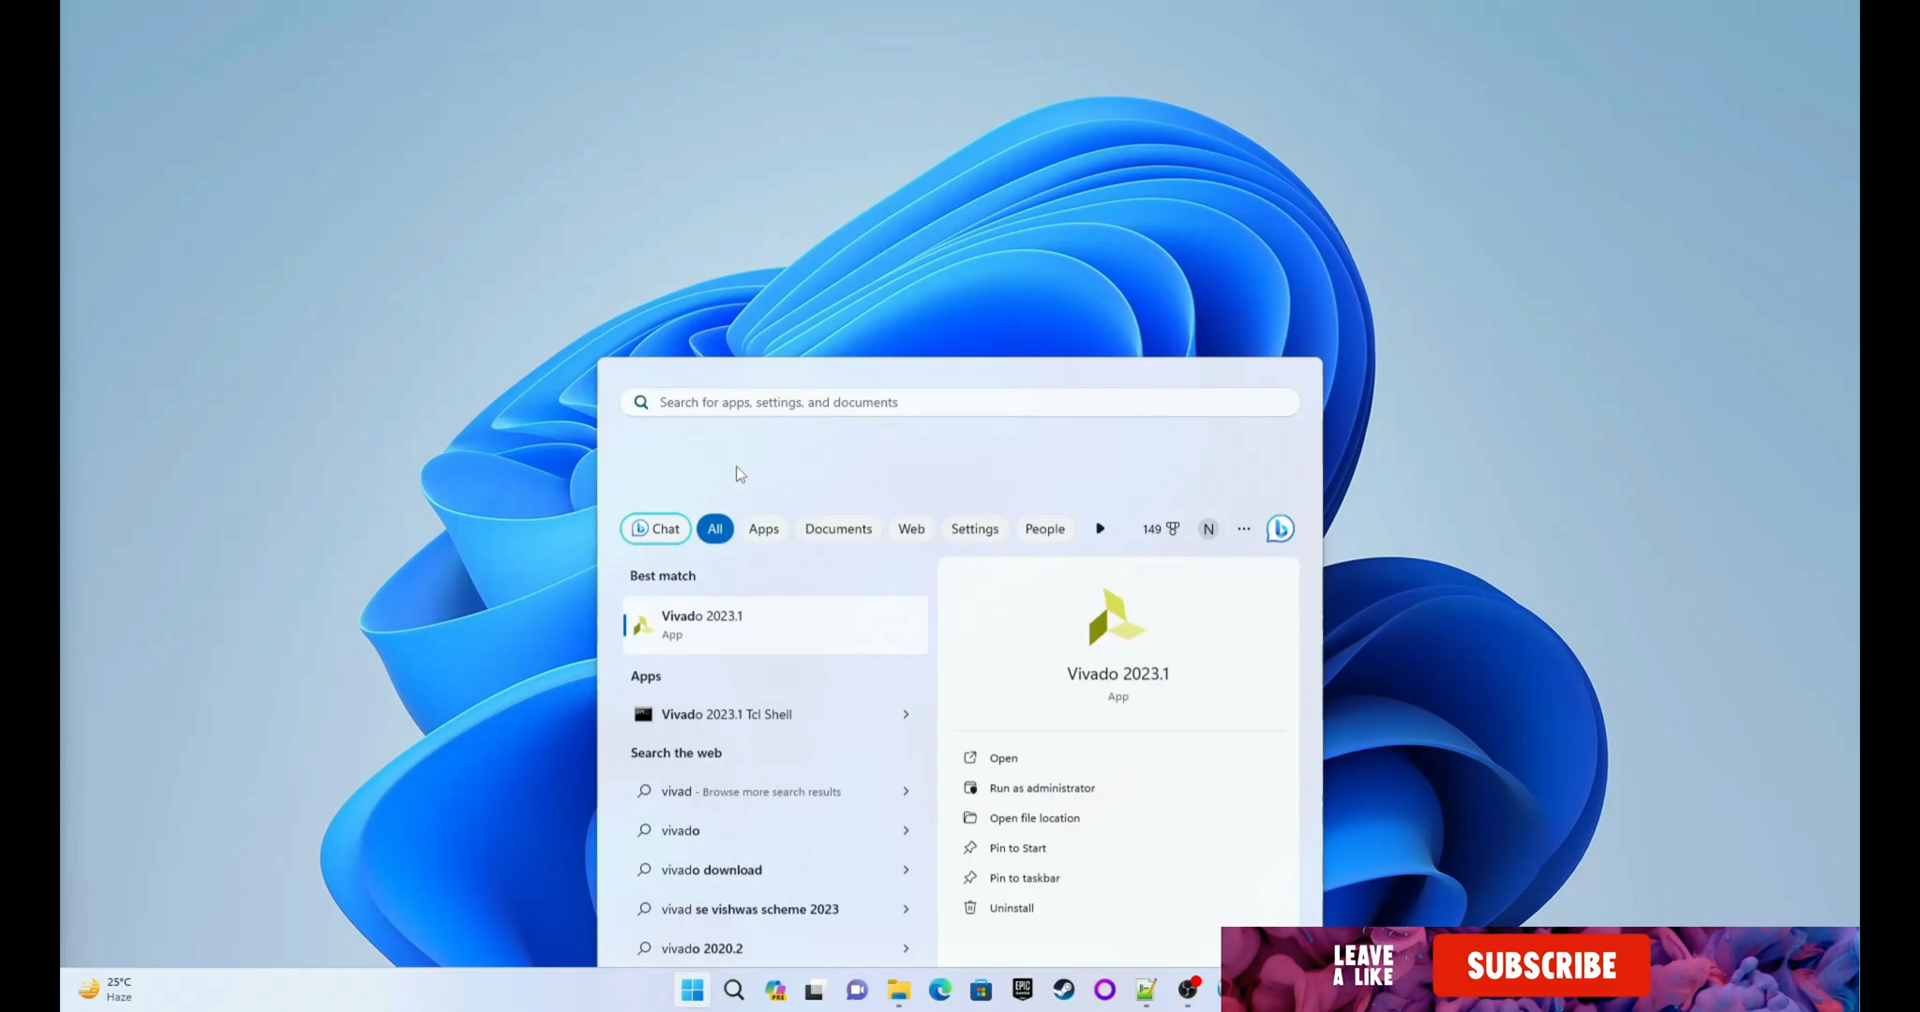 Search for apps, settings, and documents
Chat All Apps Documents Web Settings People 149 N
Best match
Vivado 2023.1
App
Apps
Vivado 2023.1 Tcl Shell
Search the web
vivad - Browse more search results
vivado
vivado download
vivad se vishwas scheme 2023
vivado 2020.2
Vivado 2023.1
App
Open
Run as administrator
Open file location
Pin to Start
Pin to taskbar
Uninstall
25°C
Haze
PRE
EPIC
GAMES
LEAVE
A LIKE
SUBSCRIBE